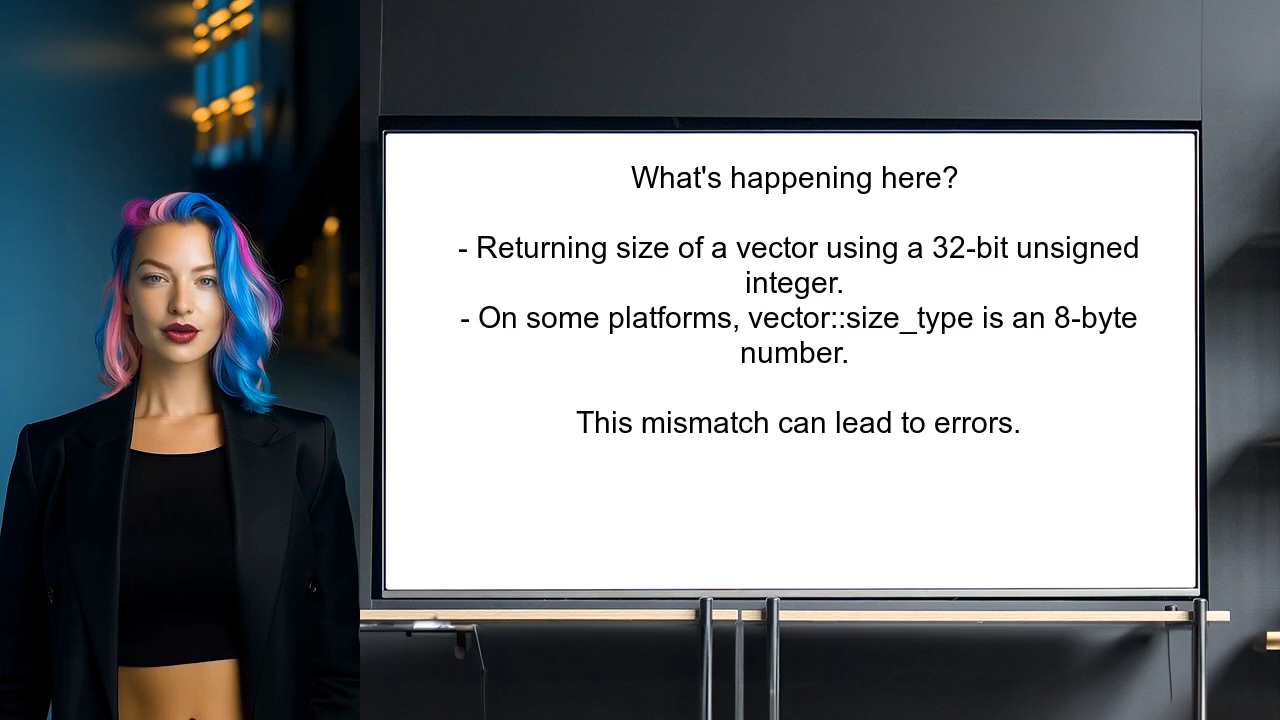 What's happening here?
- Returning size of a vector using a 32-bit unsigned
integer.
- On some platforms, vector::size_type is an 8-byte
number.
This mismatch can lead to errors.